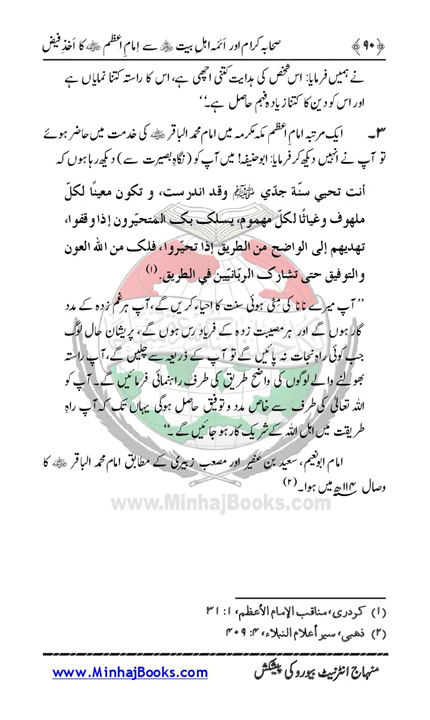 ﴿۹۰﴾ صحابہ کرام اور ائمہ اہلِ بیت ﷺ سے اِمامِ اعظم ﷺ کا اَخذِ فیض
نے ہمیں فرمایا: اس شخص کی ہدایت کتنی اچھی ہے، اس کا راستہ کتنا نمایاں ہے
اور اس کو دین کا کتنا زیادہ فہم حاصل ہے۔‘‘
۳۔ ایک مرتبہ امامِ اعظم مکہ مکرمہ میں امام محمد الباقر کی خدمت میں حاضر ہوئے
تو آپ نے انہیں دیکھ کر فرمایا: ابوحنیفہ! میں آپ کو (نگاہِ بصیرت سے) دیکھ رہا ہوں کہ
أنت تحيي سنّة جدّي ﷺ وقد اندرست، و تكون معينًا لكلّ
ملهوف وغياثًا لكلّ مهموم، يسلك بك المتحيّرون إذا وقفوا،
تهديهم إلى الواضح من الطريق إذا تحيّروا، فلك من الله العون
والتوفيق حتى تشارك الربّانيّين في الطريق. (۱)
’’آپ میرے نانا کی مٹی ہوئی سنت کا احیاء کریں گے، آپ ہر غم زدہ کے مدد
گار ہوں گے اور ہر مصیبت زدہ کے فریاد رس ہوں گے، پریشان حال لوگ
جب کوئی راہِ نجات نہ پائیں گے تو آپ کے ذریعہ سے چلیں گے، آپ راستہ
بھولنے والے لوگوں کی واضح طریق کی طرف راہنمائی فرمائیں گے۔ آپ کو
اللہ تعالیٰ کی طرف سے خاص مدد و توفیق حاصل ہوگی یہاں تک کہ آپ راہِ
طریقت میں اہل اللہ کے شریک کار ہو جائیں گے۔‘‘
امام ابونعیم، سعید بن عفیر اور مصعب زبیری کے مطابق امام محمد الباقر کا
وصال ۱۱۴ھ میں ہوا۔ (۲)
www.MinhajBooks.com
(۱) کردری، مناقب الإمام الأعظم، ۱: ۳۱
(۲) ذهبی، سیر أعلام النبلاء، ۴: ۴۰۹
منہاج انٹرنیٹ بیورو کی پیشکش www.MinhajBooks.com